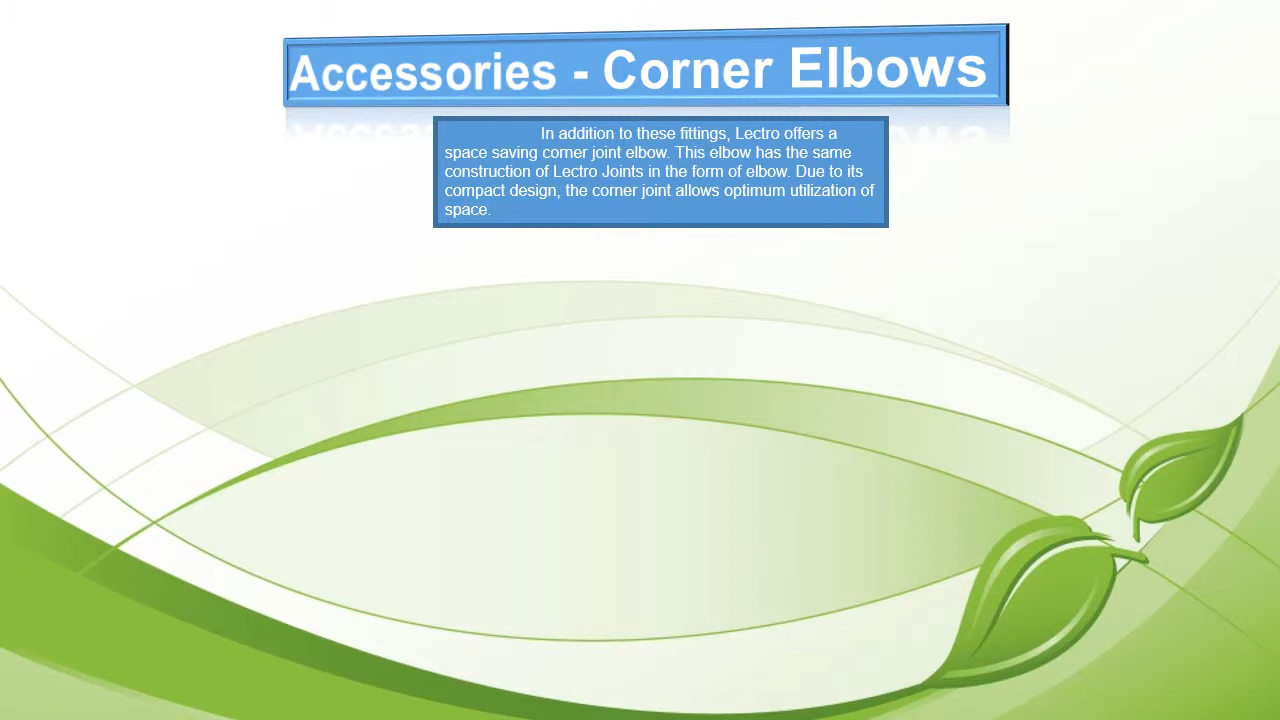 Accessories - Corner Elbows
In addition to these fittings, Lectro offers a
space saving corner joint elbow. This elbow has the same
construction of Lectro Joints in the form of elbow. Due to its
compact design, the corner joint allows optimum utilization of
space.